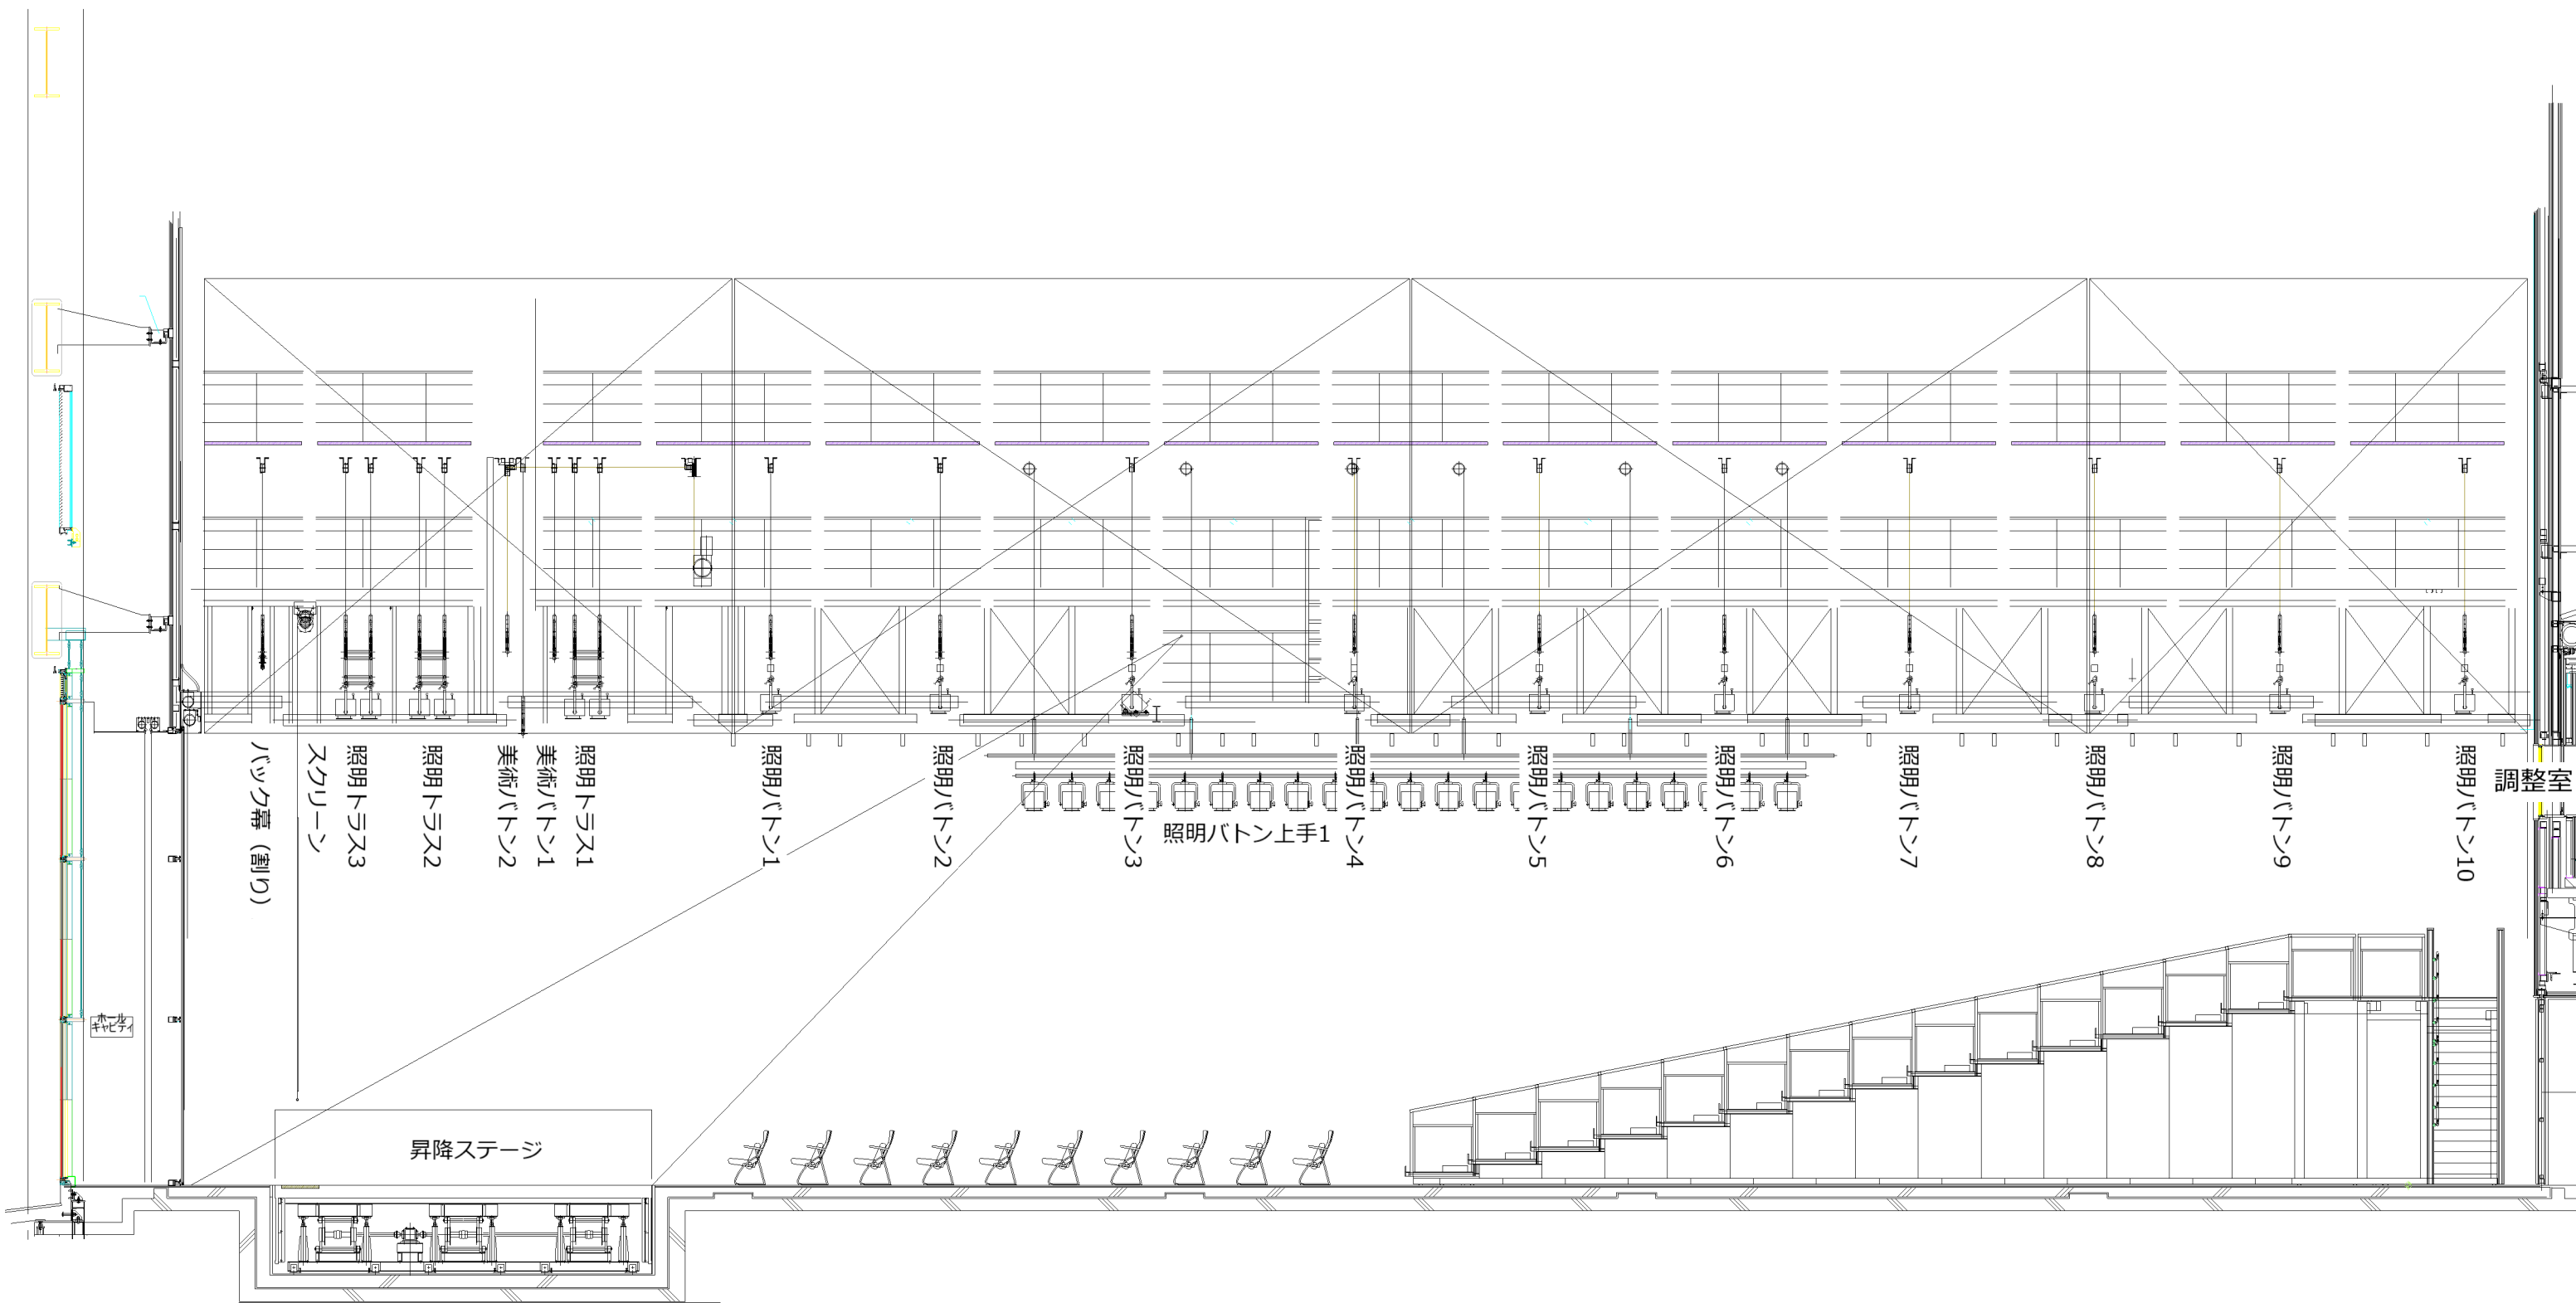 バック幕（割り）
スクリーン
照明トラス3
照明トラス2
美術バトン2
美術バトン1
照明トラス1
照明バトン1
照明バトン2
照明バトン3
照明バトン上手1
照明バトン4
照明バトン5
照明バトン6
照明バトン7
照明バトン8
照明バトン9
照明バトン10
調整室
ホール
キャビティ
昇降ステージ